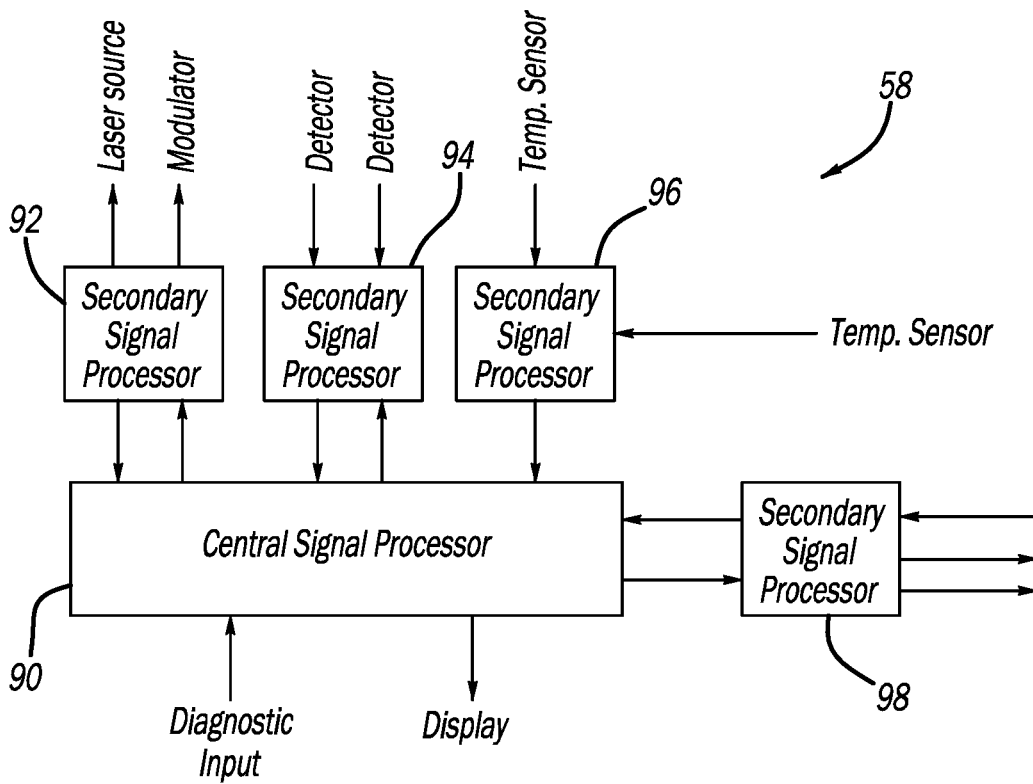 Laser source
Modulator
Detector
Detector
Temp. Sensor
58
92
94
96
Secondary
Signal
Processor
Secondary
Signal
Processor
Secondary
Signal
Processor
Temp. Sensor
Central Signal Processor
Secondary
Signal
Processor
90
98
Diagnostic
Input
Display